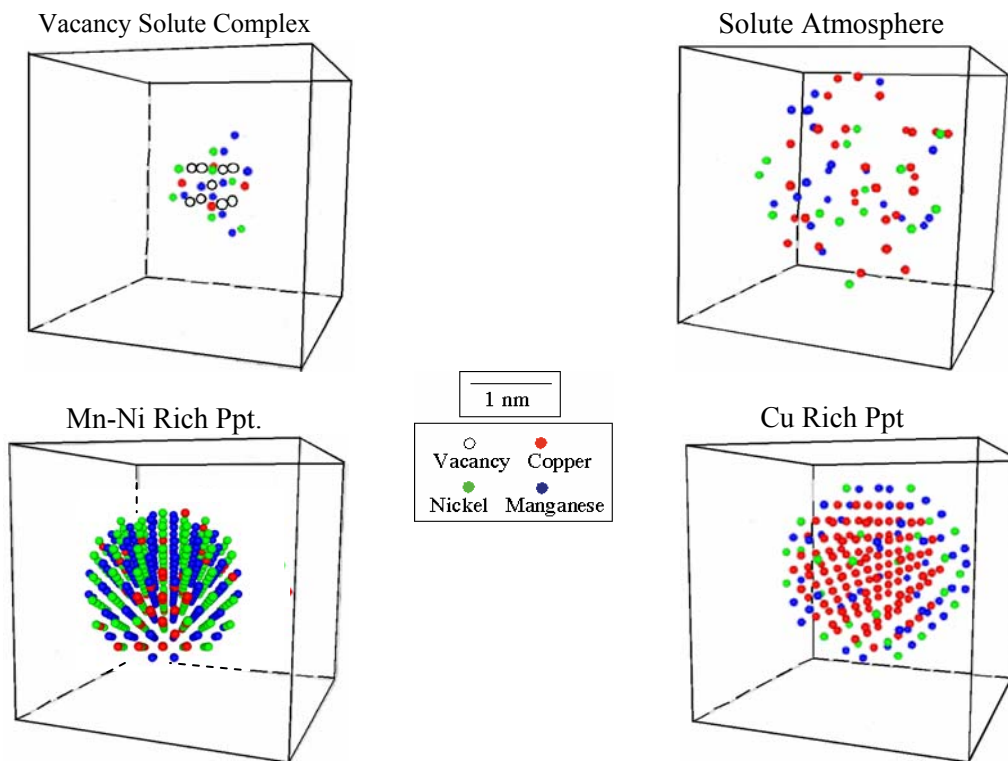 Vacancy Solute Complex
Solute Atmosphere
Mn-Ni Rich Ppt.
Cu Rich Ppt
1 nm
Vacancy Copper
Nickel Manganese